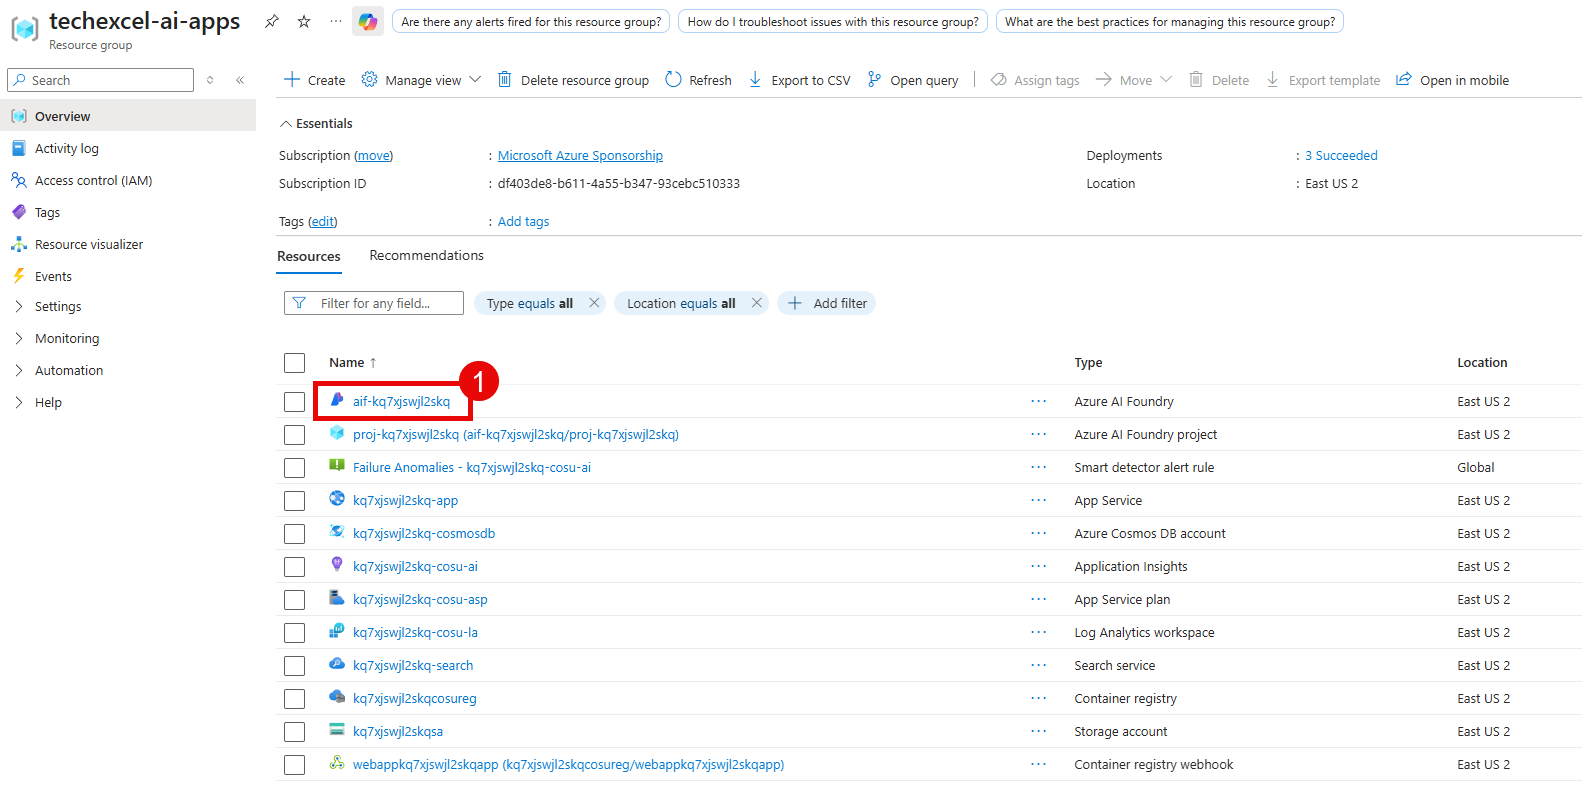 techexcel-ai-apps
Resource group
Are there any alerts fired for this resource group?
How do I troubleshoot issues with this resource group?
What are the best practices for managing this resource group?
Search
Create
Manage view
Delete resource group
Refresh
Export to CSV
Open query
Assign tags
Move
Delete
Export template
Open in mobile
Overview
Activity log
Access control (IAM)
Tags
Resource visualizer
Events
Settings
Monitoring
Automation
Help
Essentials
Subscription (move) : Microsoft Azure Sponsorship
Subscription ID : df403de8-b611-4a55-b347-93cebc510333
Tags (edit) : Add tags
Deployments : 3 Succeeded
Location : East US 2
Resources Recommendations
Filter for any field... Type equals all Location equals all Add filter
Name ↑ Type Location
1
aif-kq7xjswjl2skq ... Azure AI Foundry East US 2
proj-kq7xjswjl2skq (aif-kq7xjswjl2skq/proj-kq7xjswjl2skq) ... Azure AI Foundry project East US 2
Failure Anomalies - kq7xjswjl2skq-cosu-ai ... Smart detector alert rule Global
kq7xjswjl2skq-app ... App Service East US 2
kq7xjswjl2skq-cosmosdb ... Azure Cosmos DB account East US 2
kq7xjswjl2skq-cosu-ai ... Application Insights East US 2
kq7xjswjl2skq-cosu-asp ... App Service plan East US 2
kq7xjswjl2skq-cosu-la ... Log Analytics workspace East US 2
kq7xjswjl2skq-search ... Search service East US 2
kq7xjswjl2skqcosureg ... Container registry East US 2
kq7xjswjl2skqsa ... Storage account East US 2
webappkq7xjswjl2skqapp (kq7xjswjl2skqcosureg/webappkq7xjswjl2skqapp) ... Container registry webhook East US 2